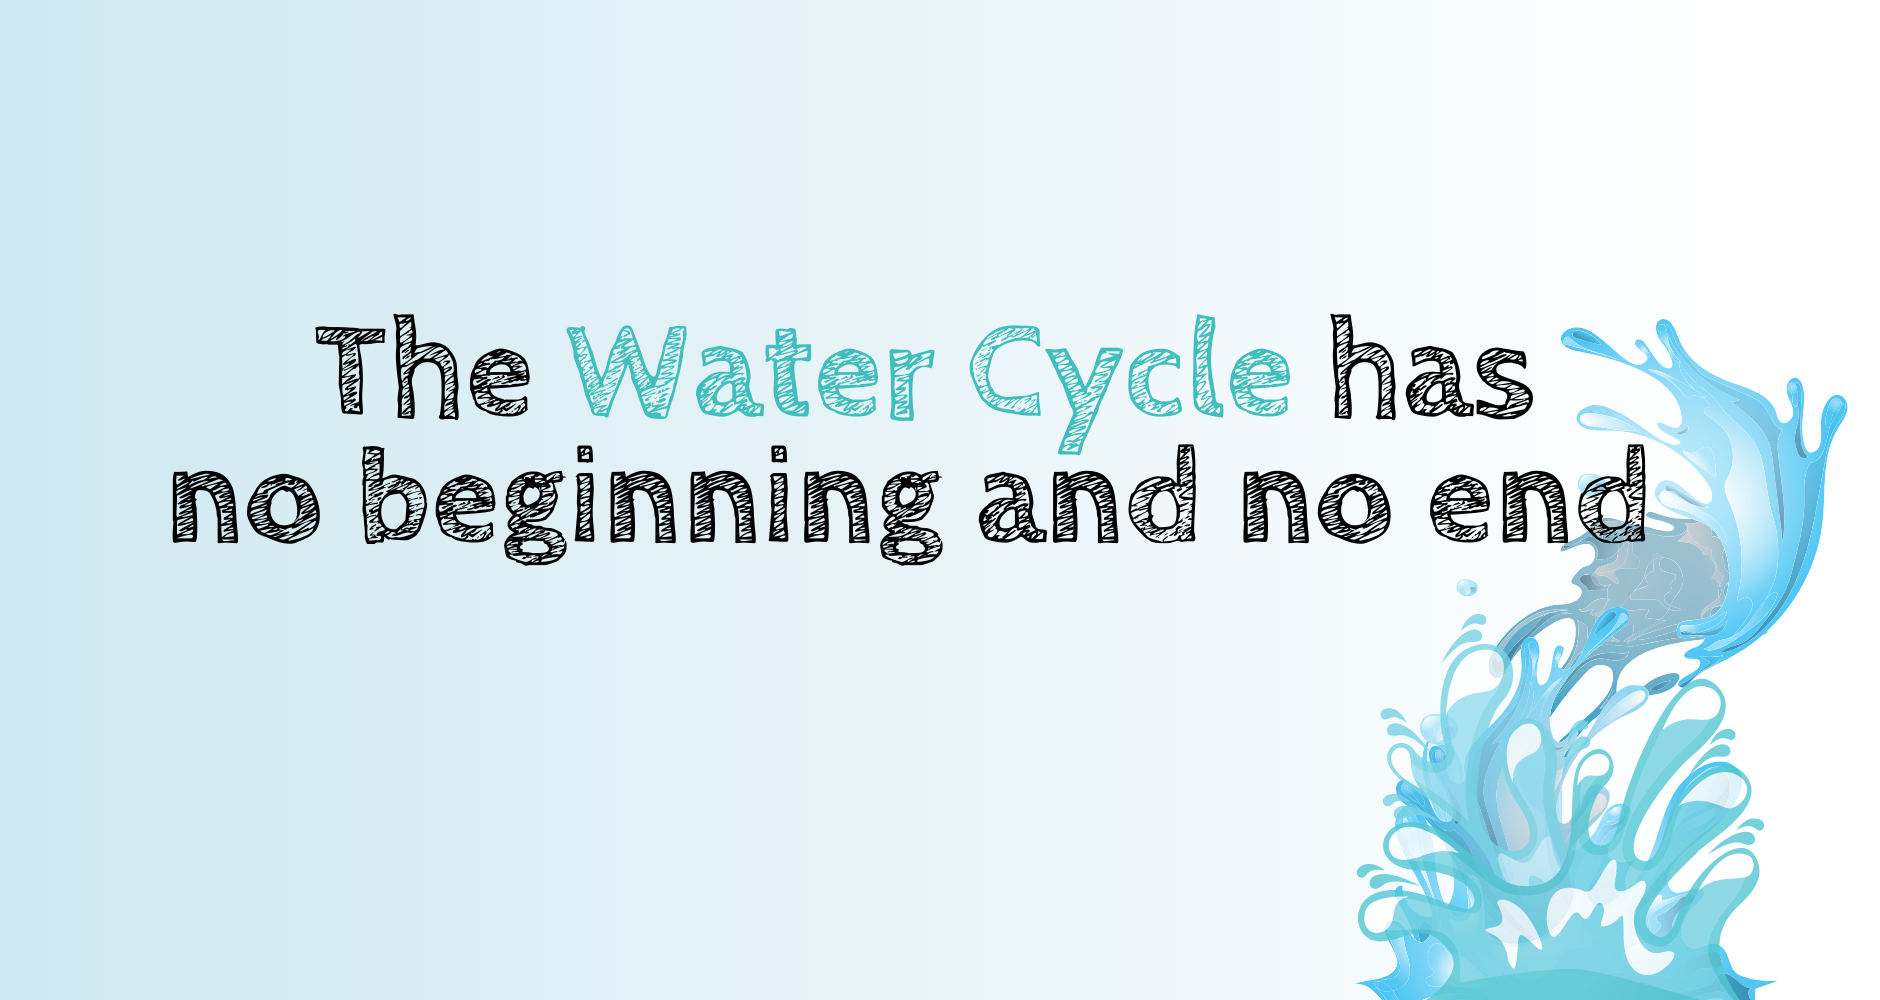 The Water Cycle has
no beginning and no end